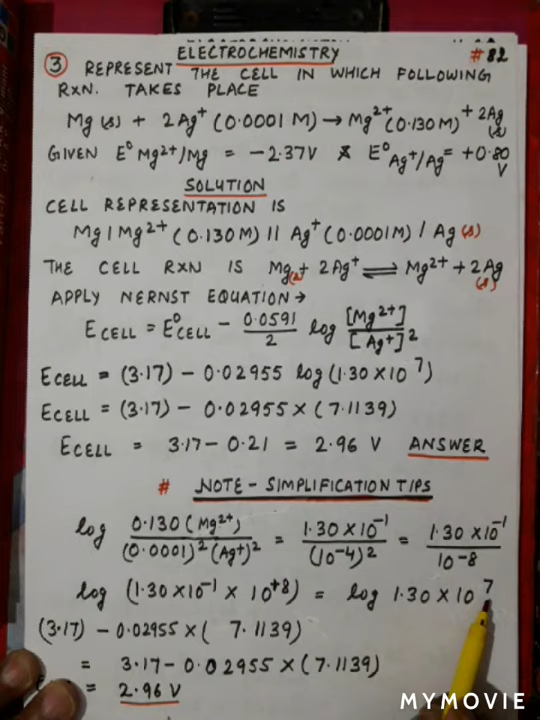 ELECTROCHEMISTRY #82
③ REPRESENT THE CELL IN WHICH FOLLOWING
RXN. TAKES PLACE
Mg(s) + 2Ag⁺ (0.0001 M) → Mg²⁺(0.130M) + 2Ag(s)
GIVEN E⁰ Mg²⁺/Mg = -2.37V & E⁰ Ag⁺/Ag = +0.80 V
SOLUTION
CELL REPRESENTATION IS
Mg | Mg²⁺ (0.130M) || Ag⁺ (0.0001M) / Ag(s)
THE CELL RXN IS Mg(s) + 2Ag⁺ ⇌ Mg²⁺ + 2Ag(s)
APPLY NERNST EQUATION →
ECELL = E⁰CELL - 0.0591/2 log [Mg²⁺]/[Ag⁺]²
ECELL = (3.17) - 0.02955 log (1.30 × 10⁷)
ECELL = (3.17) - 0.02955 × (7.1139)
ECELL = 3.17 - 0.21 = 2.96 V ANSWER
# NOTE - SIMPLIFICATION TIPS
log 0.130 (Mg²⁺)/(0.0001)² (Ag⁺)² = 1.30 × 10⁻¹/(10⁻⁴)² = 1.30 × 10⁻¹/10⁻⁸
log (1.30 × 10⁻¹ × 10⁺⁸) = log 1.30 × 10⁷
(3.17) - 0.02955 × ( 7.1139)
= 3.17 - 0.02955 × (7.1139)
= 2.96 V
MYMOVIE